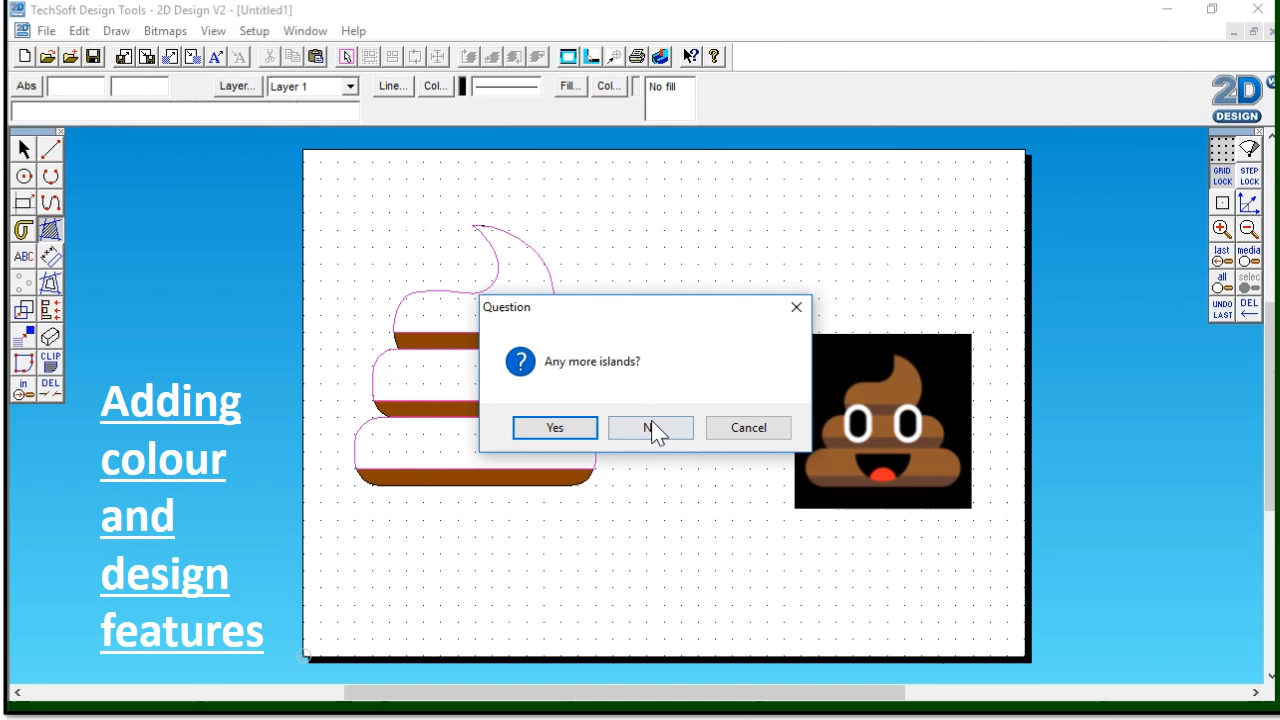 TechSoft Design Tools - 2D Design V2 - [Untitled1]
File Edit Draw Bitmaps View Setup Window Help
Abs Layer... Layer 1 Line... Col... Fill... Col... No fill
2D
DESIGN
GRID LOCK STEP LOCK
ABC
last media
all selec
UNDO LAST DEL
CLIP
in DEL
Question
Any more islands?
Yes Cancel
Adding
colour
and
design
features